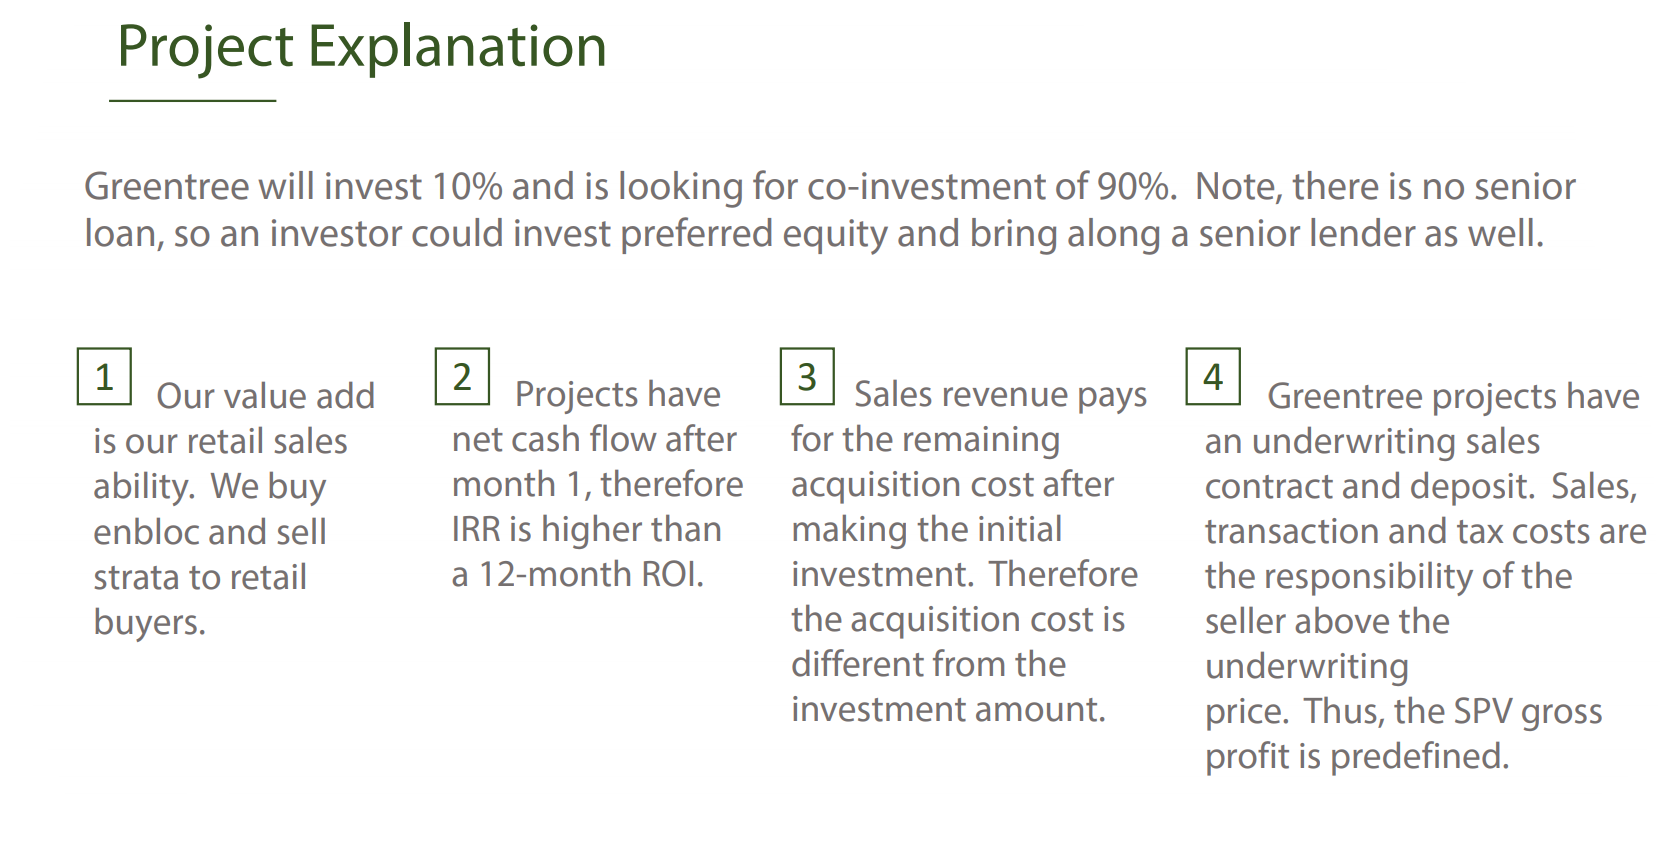 Project Explanation
Greentree will invest 10% and is looking for co-investment of 90%.  Note, there is no senior
loan, so an investor could invest preferred equity and bring along a senior lender as well.
1
Our value add
is our retail sales
ability.  We buy
enbloc and sell
strata to retail
buyers.
2
Projects have
net cash flow after
month 1, therefore
IRR is higher than
a 12-month ROI.
3
Sales revenue pays
for the remaining
acquisition cost after
making the initial
investment.  Therefore
the acquisition cost is
different from the
investment amount.
4
Greentree projects have
an underwriting sales
contract and deposit.  Sales,
transaction and tax costs are
the responsibility of the
seller above the
underwriting
price.  Thus, the SPV gross
profit is predefined.